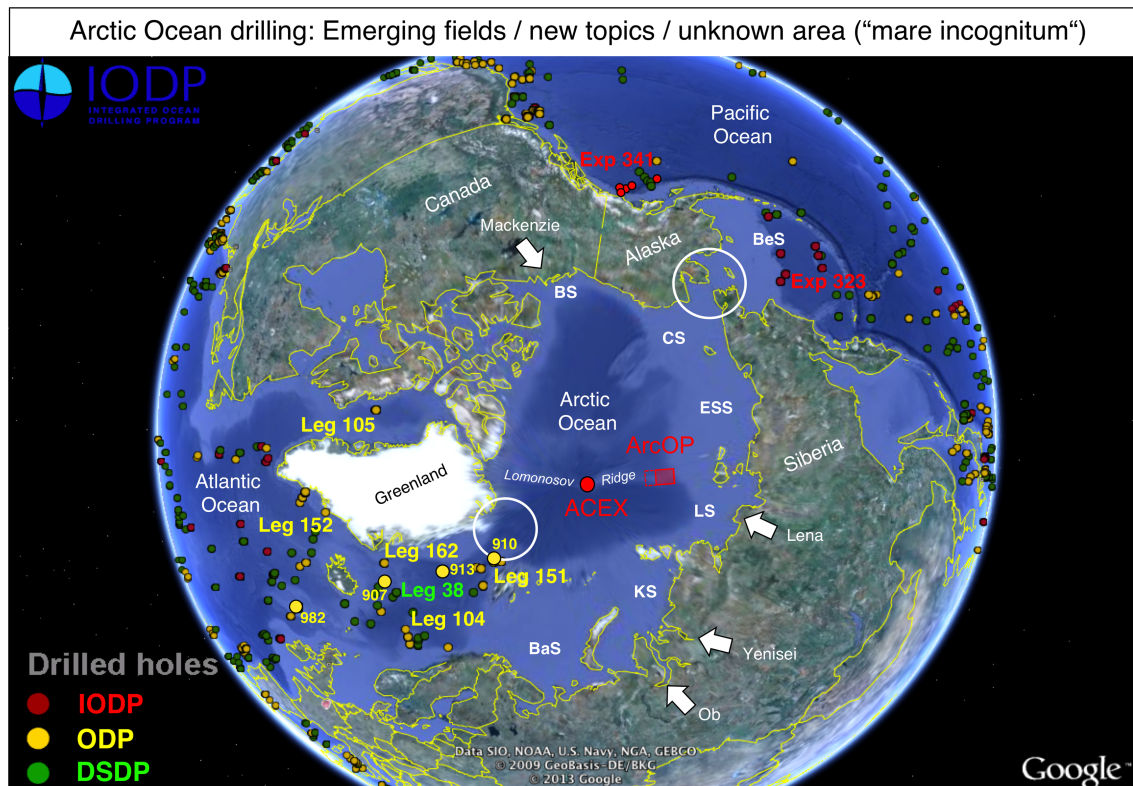 Arctic Ocean drilling: Emerging fields / new topics / unknown area (“mare incognitum“)
IODP
INTEGRATED OCEAN
DRILLING PROGRAM
Pacific
Ocean
Exp 341
Canada
Mackenzie
Alaska
BeS
Exp 323
BS
CS
Arctic
Ocean
ESS
Leg 105
ArcOP
Siberia
Greenland
Lomonosov
Ridge
Atlantic
Ocean
ACEX
LS
Leg 152
Lena
910
Leg 162
913
Leg 151
907
Leg 38
KS
982
Leg 104
BaS
Yenisei
Ob
Drilled holes
IODP
ODP
DSDP
Data SIO, NOAA, U.S. Navy, NGA, GEBCO
© 2009 GeoBasis-DE/BKG
© 2013 Google
Google™